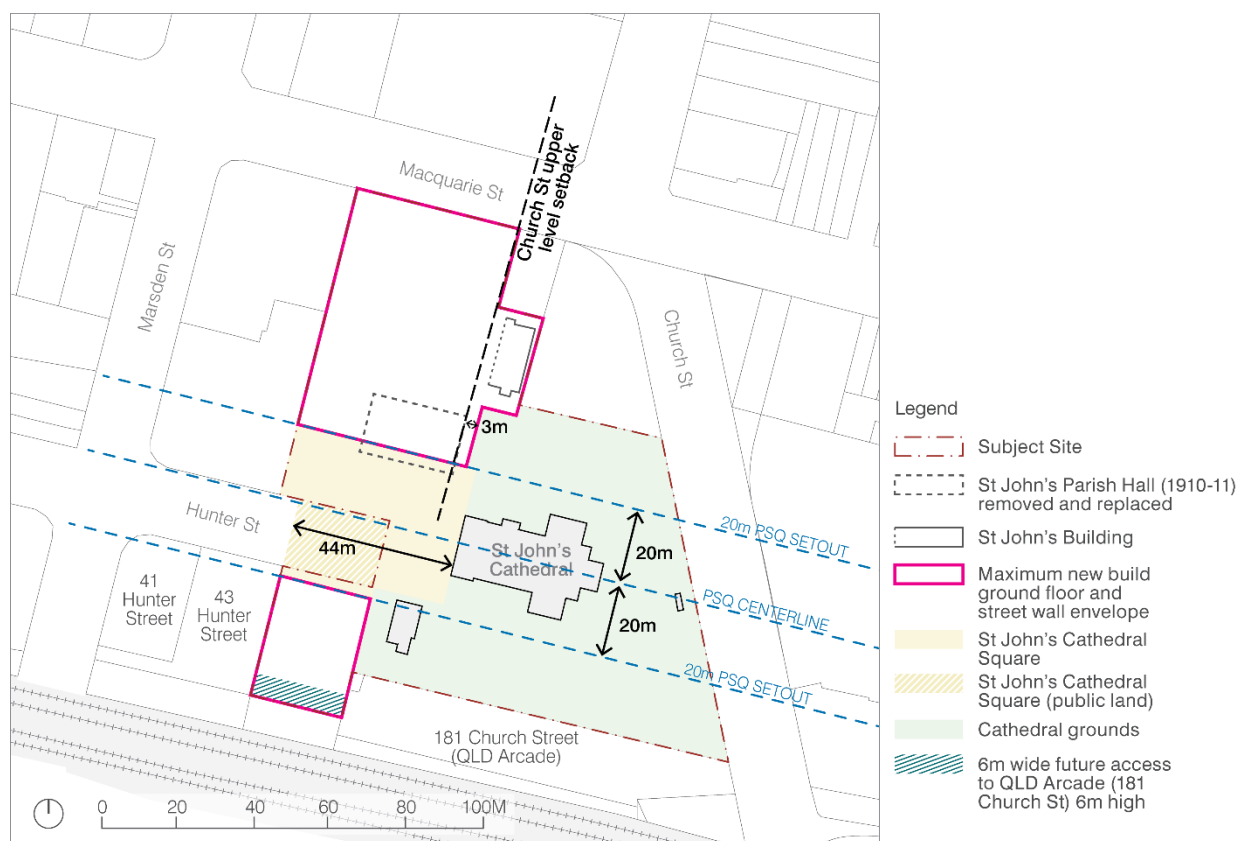 Macquarie St
Church St upper
level setback
Marsden St
Church St
3m
Hunter St
44m
St John's
Cathedral
20m
20m
20m PSQ SETOUT
PSQ CENTERLINE
20m PSQ SETOUT
41
Hunter
Street
43
Hunter
Street
181 Church Street
(QLD Arcade)
0 20 40 60 80 100M
Legend
Subject Site
St John's Parish Hall (1910-11)
removed and replaced
St John's Building
Maximum new build
ground floor and
street wall envelope
St John's Cathedral
Square
St John's Cathedral
Square (public land)
Cathedral grounds
6m wide future access
to QLD Arcade (181
Church St) 6m high